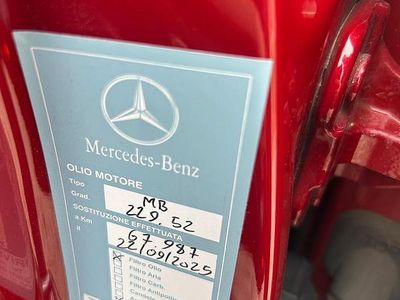 Mercedes-Benz
OLIO MOTORE
Tipo MB
Grad. 229.52
SOSTITUZIONE EFFETTUATA
a Km 67.987
il 22/09/2025
X Filtro Olio
Filtro Aria
Filtro Carb.
Filtro Antipolline